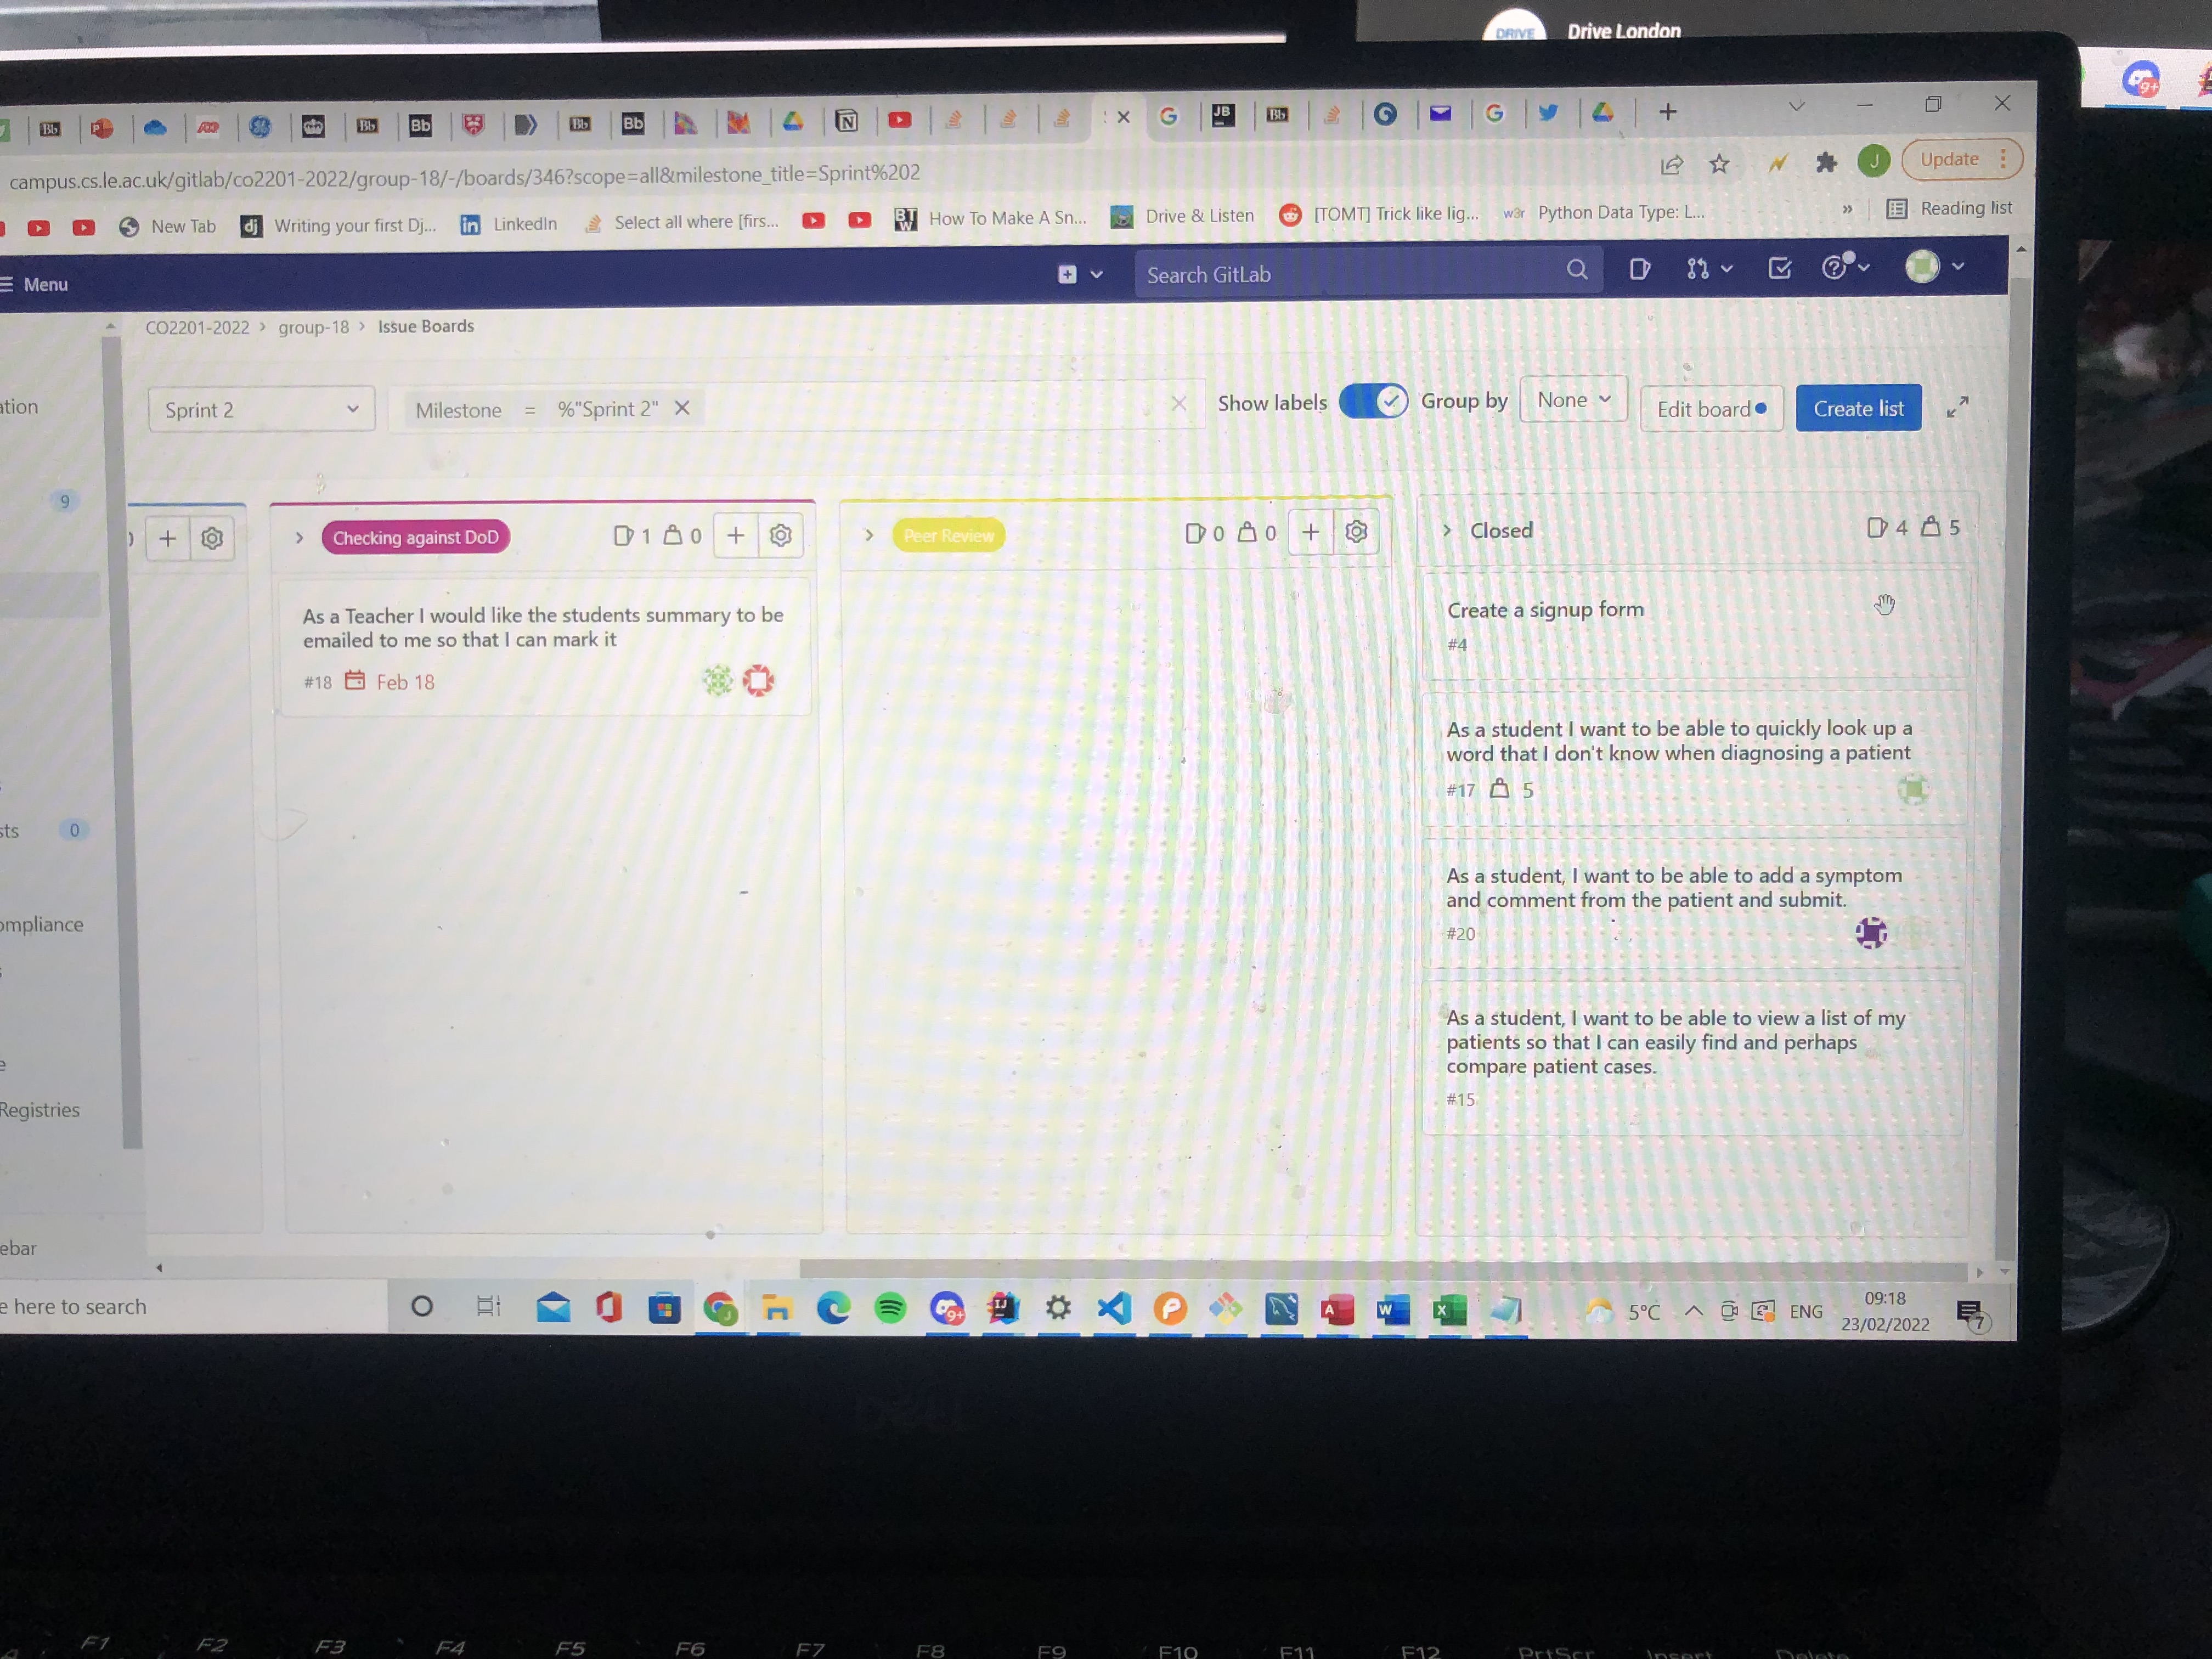 DRIVE
Drive London
9+
campus.cs.le.ac.uk/gitlab/co2201-2022/group-18/-/boards/346?scope=all&milestone_title=Sprint%202
J
Update
New Tab
dj
Writing your first Dj...
in
LinkedIn
Select all where [firs...
How To Make A Sn...
Drive & Listen
[TOMT] Trick like lig...
w3r
Python Data Type: L...
»
Reading list
Menu
Search GitLab
CO2201-2022 > group-18 > Issue Boards
Sprint 2
Milestone = %"Sprint 2"
Show labels
Group by
None
Edit board
Create list
ation
9
Checking against DoD
1
0
Peer Review
0
0
Closed
4
5
As a Teacher I would like the students summary to be
emailed to me so that I can mark it
#18
Feb 18
Create a signup form
#4
As a student I want to be able to quickly look up a
word that I don't know when diagnosing a patient
#17
5
As a student, I want to be able to add a symptom
and comment from the patient and submit.
#20
As a student, I want to be able to view a list of my
patients so that I can easily find and perhaps
compare patient cases.
#15
sts
0
ompliance
Registries
ebar
e here to search
5°C
ENG
09:18
23/02/2022
7
F1 F2 F3 F4 F5 F6 F7 F8 F9 F10 F11 F12 PrtScr Insert Delete